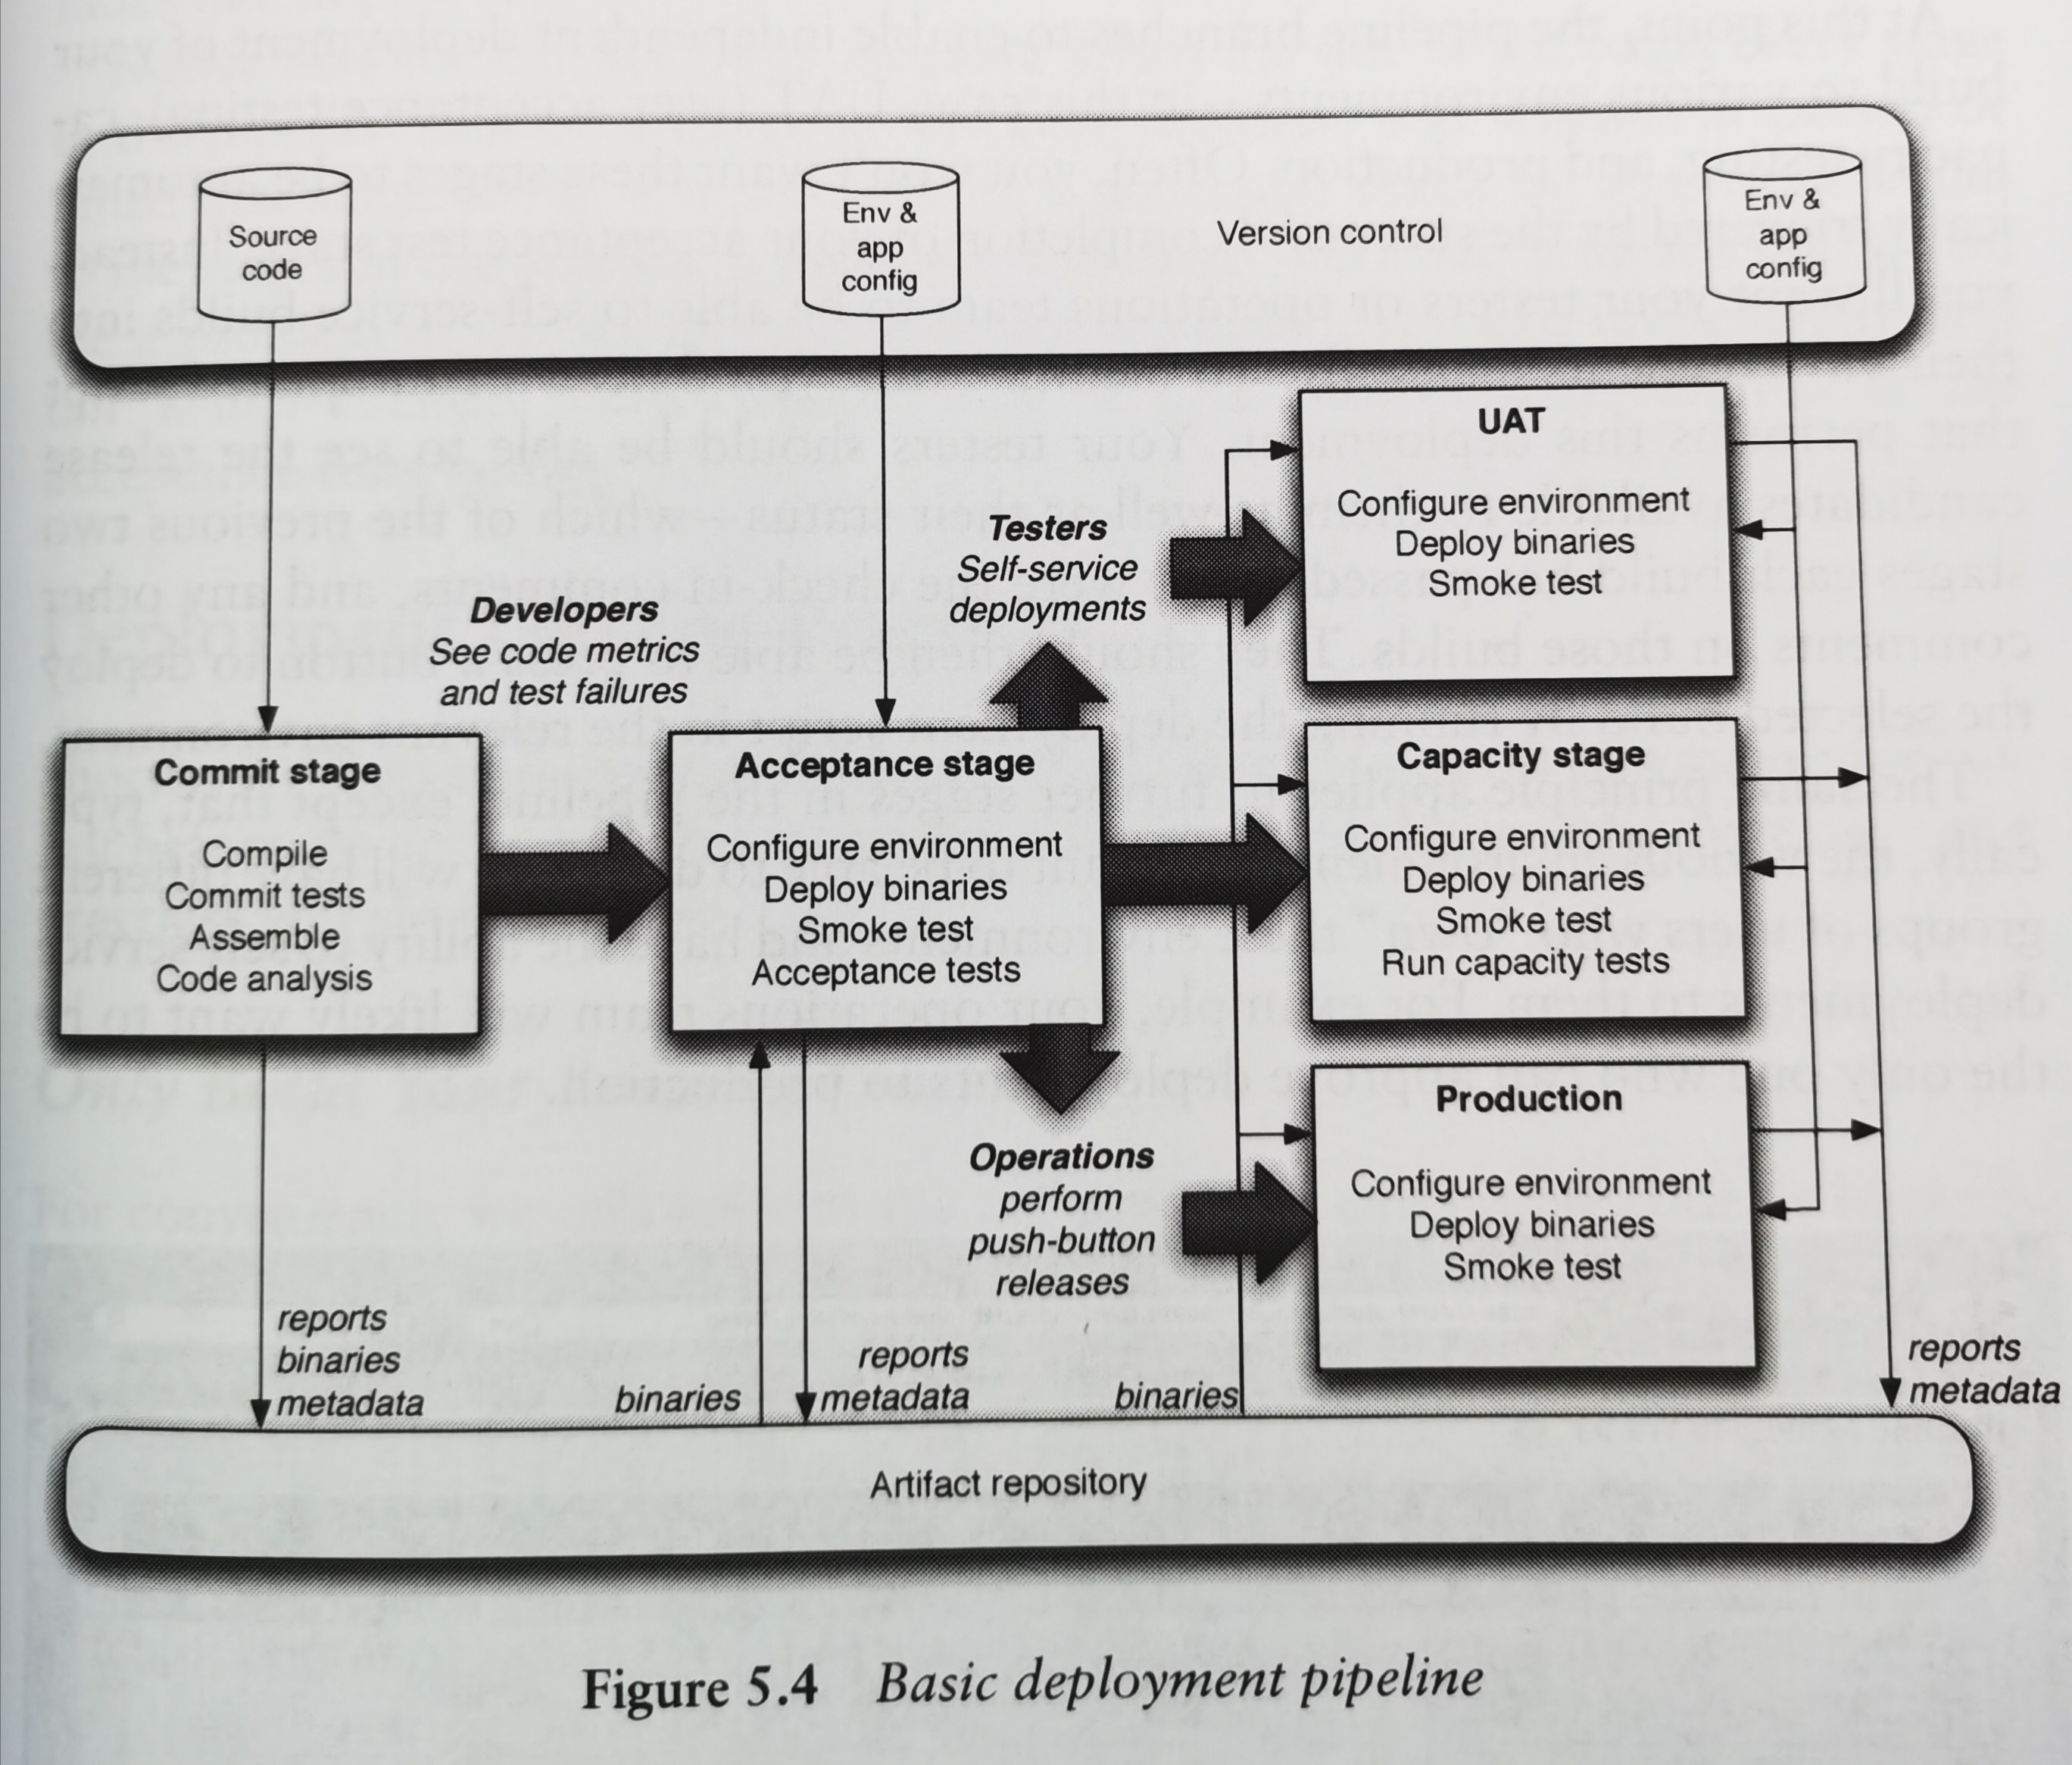 Source
code
Env &
app
config
Version control
Env &
app
config
UAT
Configure environment
Deploy binaries
Smoke test
Testers
Self-service
deployments
Developers
See code metrics
and test failures
Commit stage
Compile
Commit tests
Assemble
Code analysis
Acceptance stage
Configure environment
Deploy binaries
Smoke test
Acceptance tests
Capacity stage
Configure environment
Deploy binaries
Smoke test
Run capacity tests
Operations
perform
push-button
releases
Production
Configure environment
Deploy binaries
Smoke test
reports
binaries
metadata
binaries
reports
metadata
binaries
reports
metadata
Artifact repository
Figure 5.4 Basic deployment pipeline